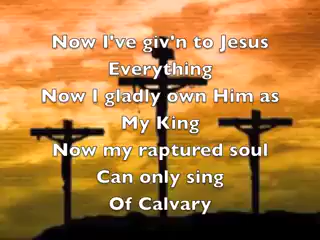 Now I've giv'n to Jesus
Everything
Now I gladly own Him as
My King
Now my raptured soul
Can only sing
Of Calvary